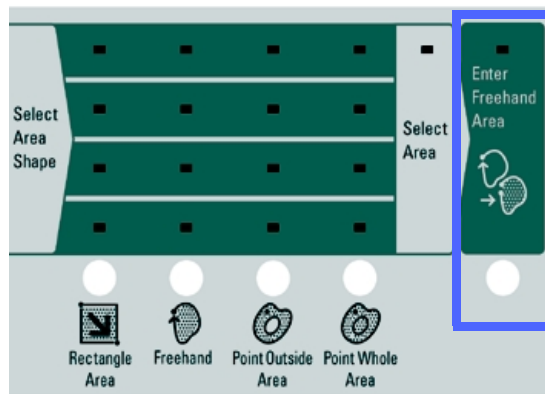 Select
Area
Shape
Select
Area
Enter
Freehand
Area
Rectangle
Area
Freehand
Point Outside
Area
Point Whole
Area